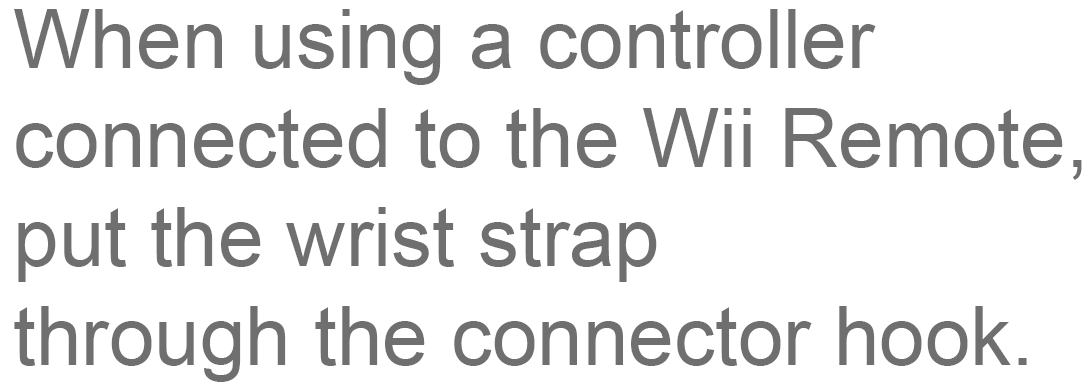 When using a controller
connected to the Wii Remote,
put the wrist strap
through the connector hook.